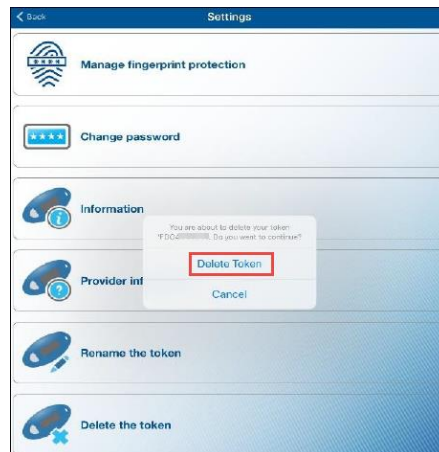 Back
Settings
Manage fingerprint protection
Change password
Information
You are about to delete your token
Do you want to continue?
Delete Token
Provider inf
Cancel
Rename the token
Delete the token